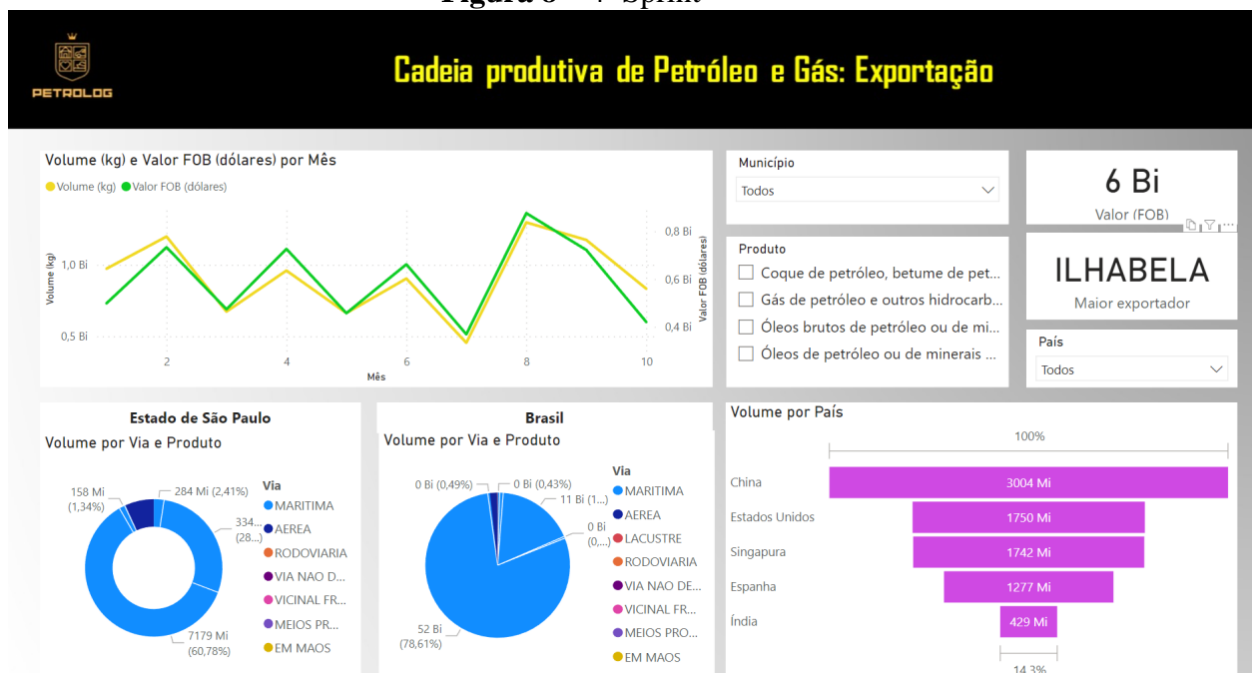 PETROLOG
Cadeia produtiva de Petróleo e Gás: Exportação
Volume (kg) e Valor FOB (dólares) por Mês
Volume (kg) Valor FOB (dólares)
Volume (kg)
1,0 Bi
0,5 Bi
0,8 Bi
0,6 Bi
0,4 Bi
Valor FOB (dólares)
2 4 6 8 10
Mês
Município
Todos
Produto
Coque de petróleo, betume de pet...
Gás de petróleo e outros hidrocarb...
Óleos brutos de petróleo ou de mi...
Óleos de petróleo ou de minerais ...
6 Bi
Valor (FOB)
ILHABELA
Maior exportador
País
Todos
Estado de São Paulo
Volume por Via e Produto
158 Mi
(1,34%)
284 Mi (2,41%)
334...
(28...)
7179 Mi
(60,78%)
Via
MARITIMA
AEREA
RODOVIARIA
VIA NAO D...
VICINAL FR...
MEIOS PR...
EM MAOS
Brasil
Volume por Via e Produto
0 Bi (0,49%)
0 Bi (0,43%)
11 Bi (1...)
0 Bi
(0,...)
52 Bi
(78,61%)
Via
MARITIMA
AEREA
LACUSTRE
RODOVIARIA
VIA NAO DE...
VICINAL FR...
MEIOS PRO...
EM MAOS
Volume por País
100%
China 3004 Mi
Estados Unidos 1750 Mi
Singapura 1742 Mi
Espanha 1277 Mi
Índia 429 Mi
14,3%